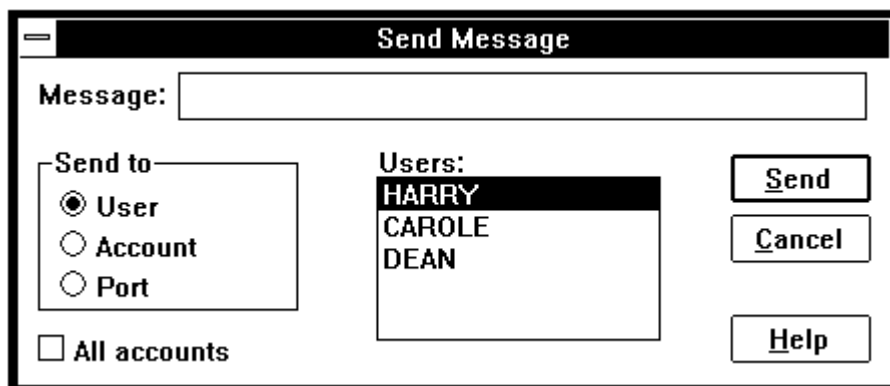 Send Message
Message:
Send to
User
Account
Port
All accounts
Users:
HARRY
CAROLE
DEAN
Send
Cancel
Help